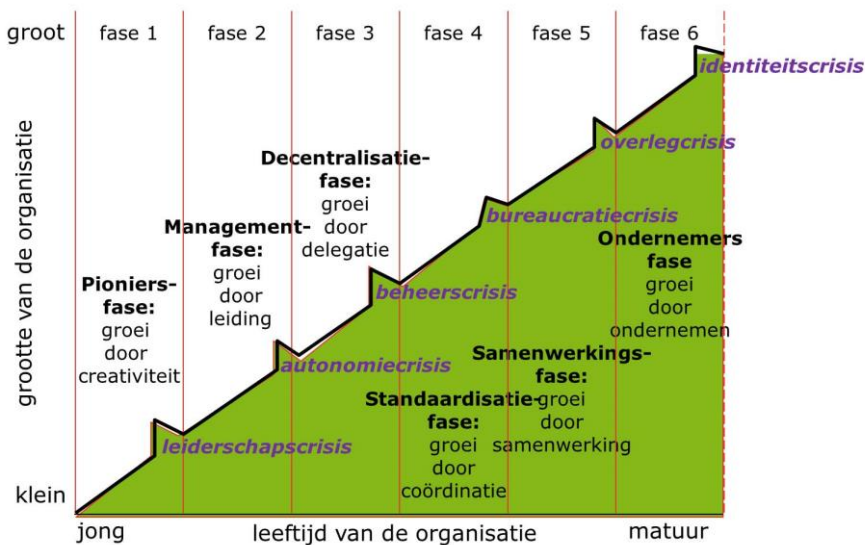 groot
fase 1
fase 2
fase 3
fase 4
fase 5
fase 6
identiteitscrisis
overlegcrisis
Decentralisatie-
fase:
groei
door
delegatie
bureaucratiecrisis
Management-
fase:
groei
door
leiding
Ondernemers
fase
groei
door
ondernemen
Pioniers-
fase:
groei
door
creativiteit
beheerscrisis
autonomiecrisis
Samenwerkings-
fase:
groei
door
samenwerking
Standaardisatie-
fase:
groei
door
coördinatie
leiderschapscrisis
grootte van de organisatie
klein
jong
leeftijd van de organisatie
matuur